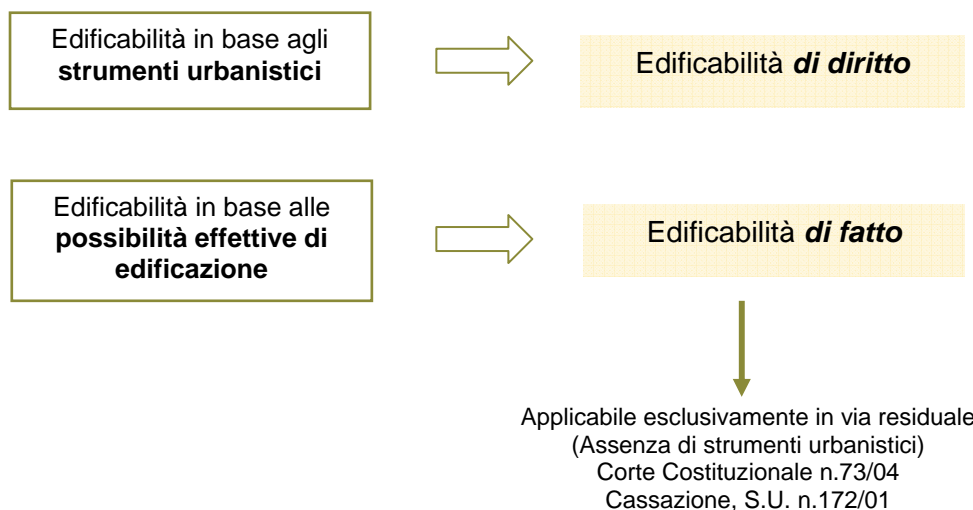 Edificabilità in base agli
strumenti urbanistici
Edificabilità di diritto
Edificabilità in base alle
possibilità effettive di
edificazione
Edificabilità di fatto
Applicabile esclusivamente in via residuale
(Assenza di strumenti urbanistici)
Corte Costituzionale n.73/04
Cassazione, S.U. n.172/01